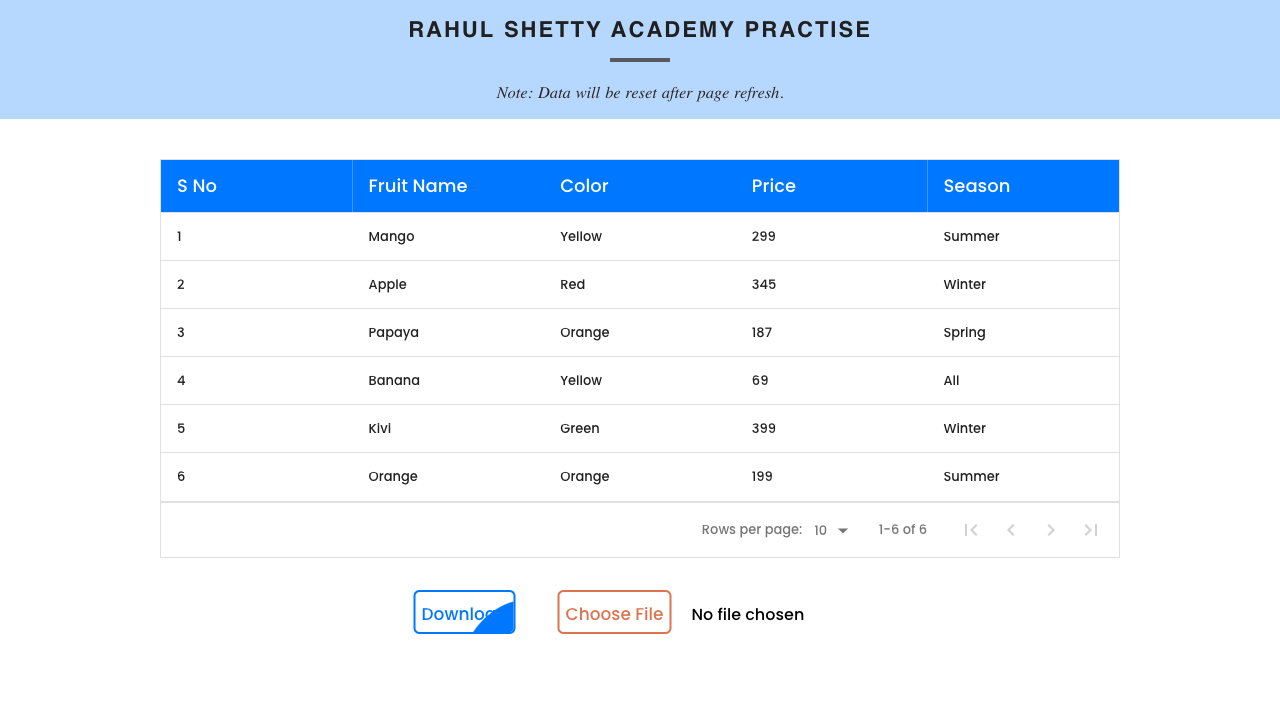 RAHUL SHETTY ACADEMY PRACTISE
Note: Data will be reset after page refresh.
S No Fruit Name Color Price Season
1 Mango Yellow 299 Summer
2 Apple Red 345 Winter
3 Papaya Orange 187 Spring
4 Banana Yellow 69 All
5 Kivi Green 399 Winter
6 Orange Orange 199 Summer
Rows per page: 10 1-6 of 6
Choose File No file chosen